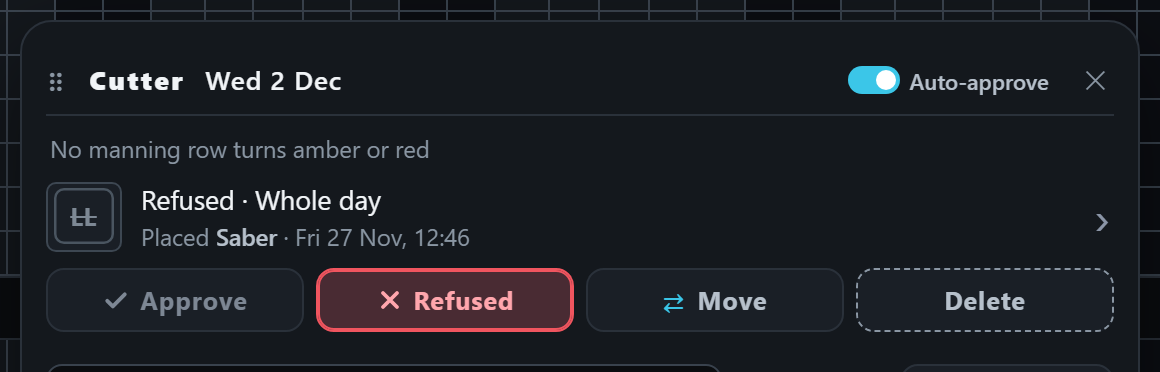 Cutter Wed 2 Dec Auto-approve
No manning row turns amber or red
LL
Refused · Whole day
Placed Saber · Fri 27 Nov, 12:46
Approve Refused Move Delete